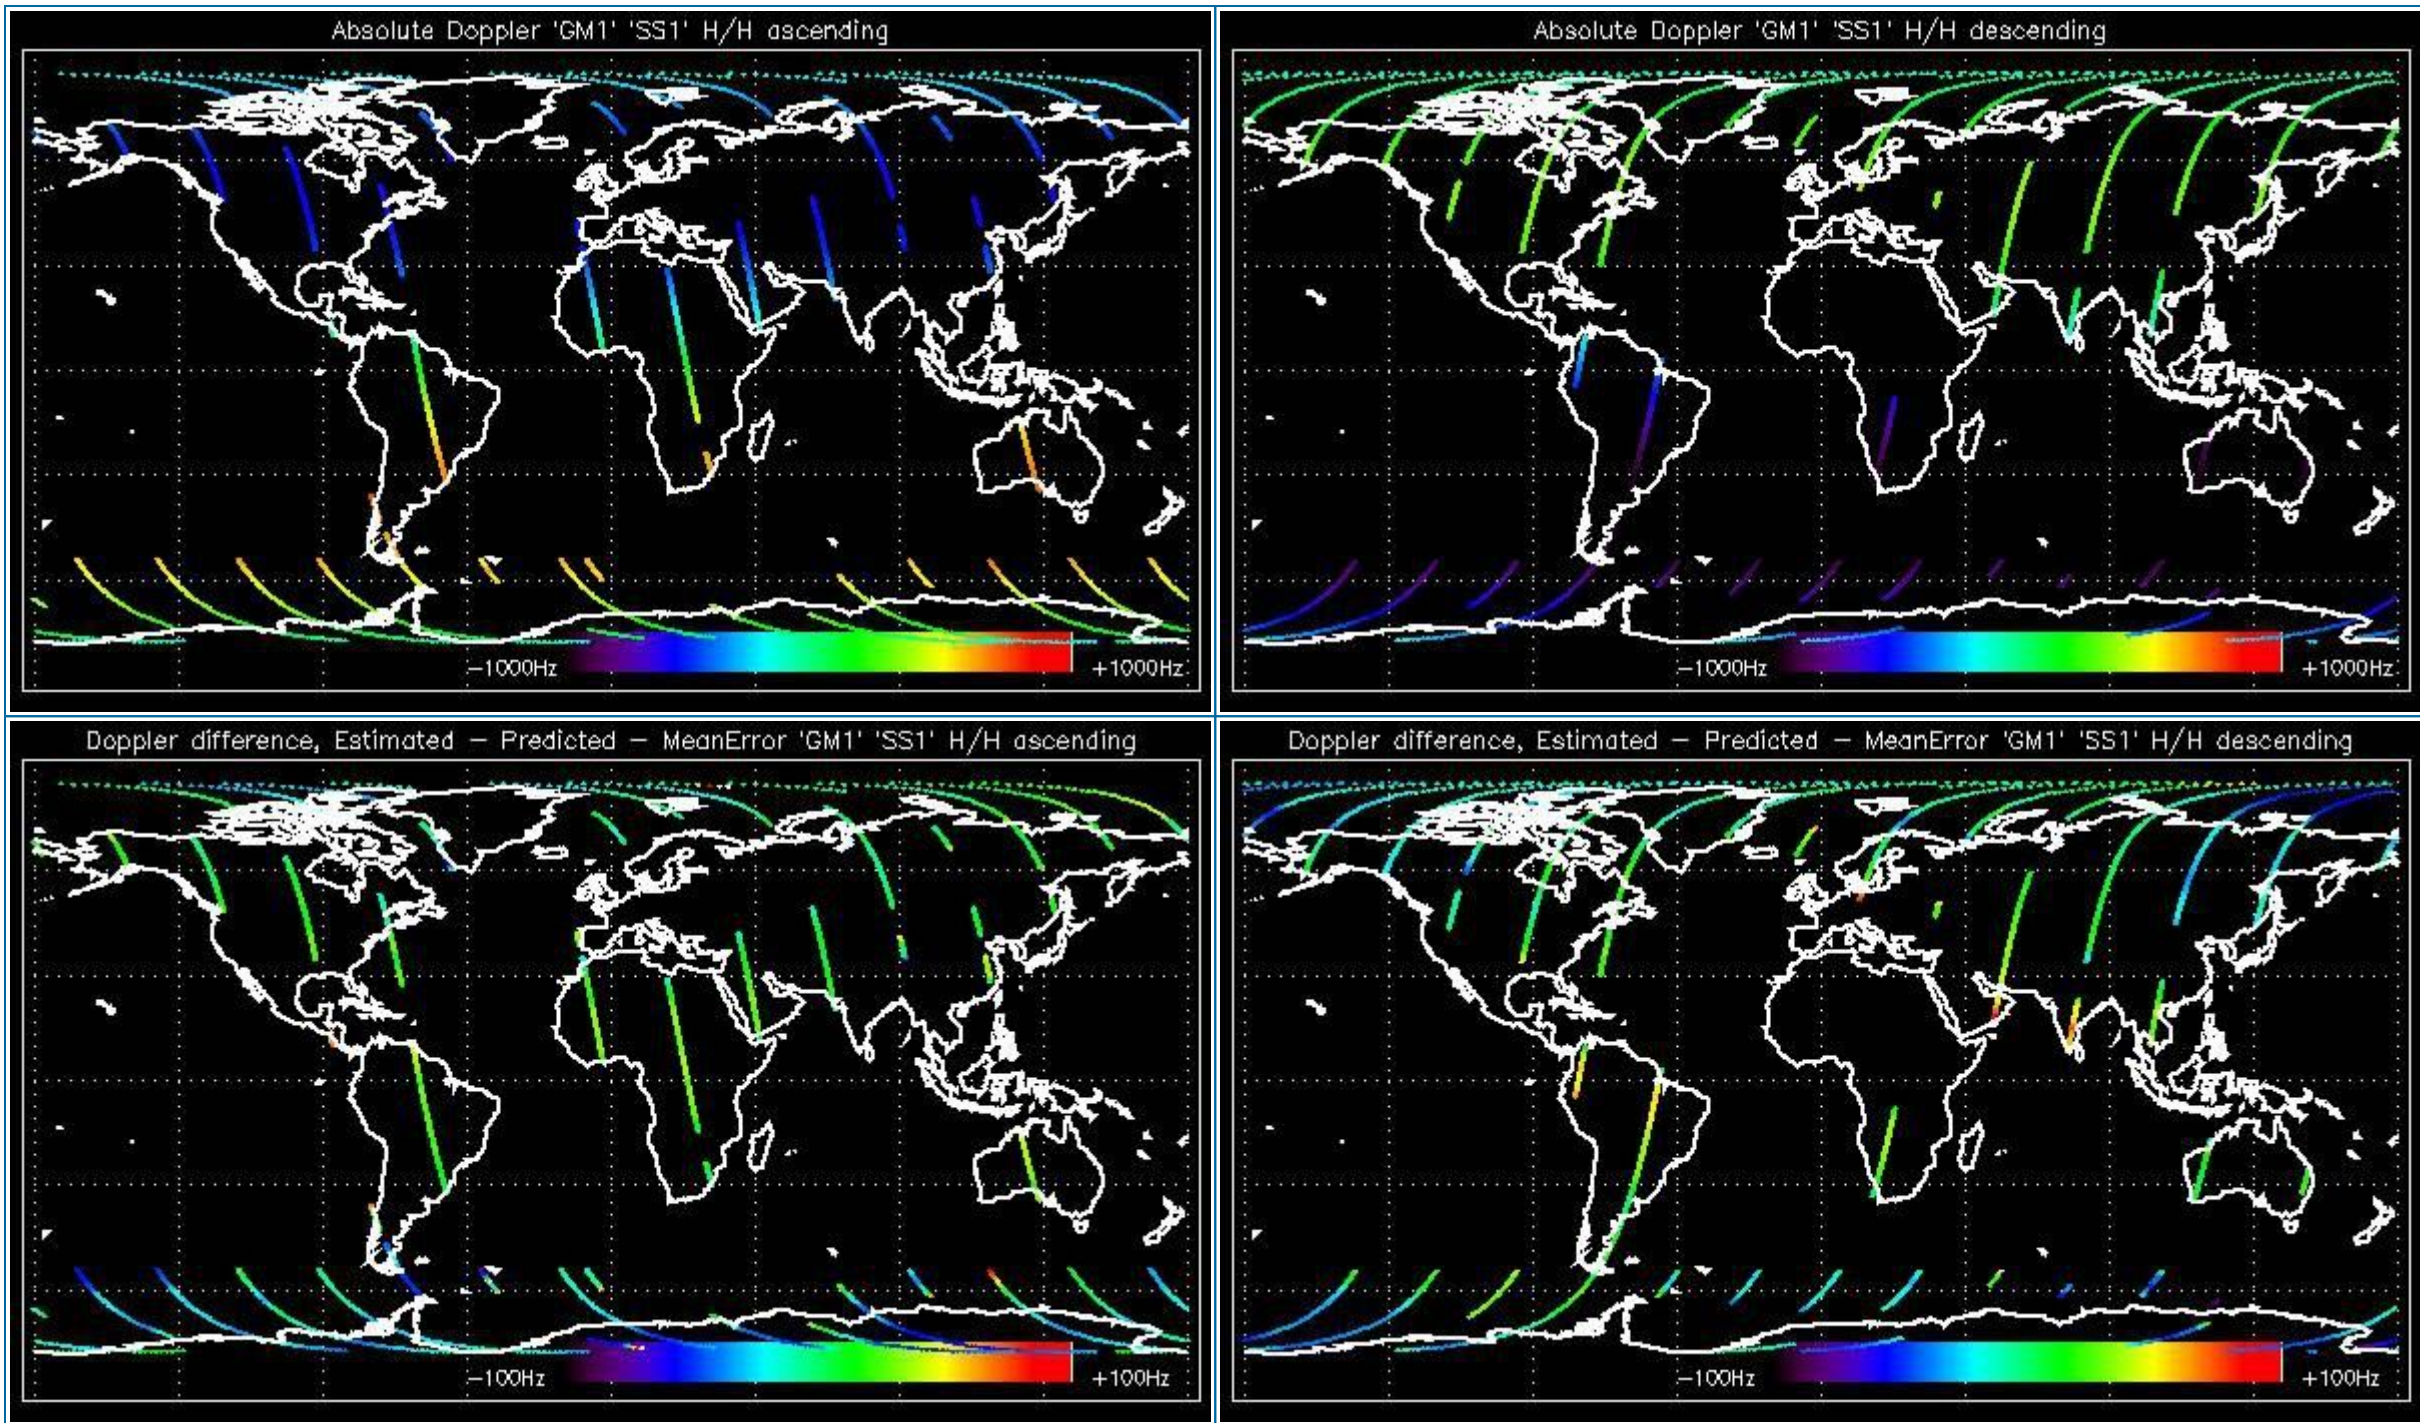 Absolute Doppler 'GM1' 'SS1' H/H ascending
−1000Hz
+1000Hz
Absolute Doppler 'GM1' 'SS1' H/H descending
−1000Hz
+1000Hz
Doppler difference, Estimated − Predicted − MeanError 'GM1' 'SS1' H/H ascending
−100Hz
+100Hz
Doppler difference, Estimated − Predicted − MeanError 'GM1' 'SS1' H/H descending
−100Hz
+100Hz